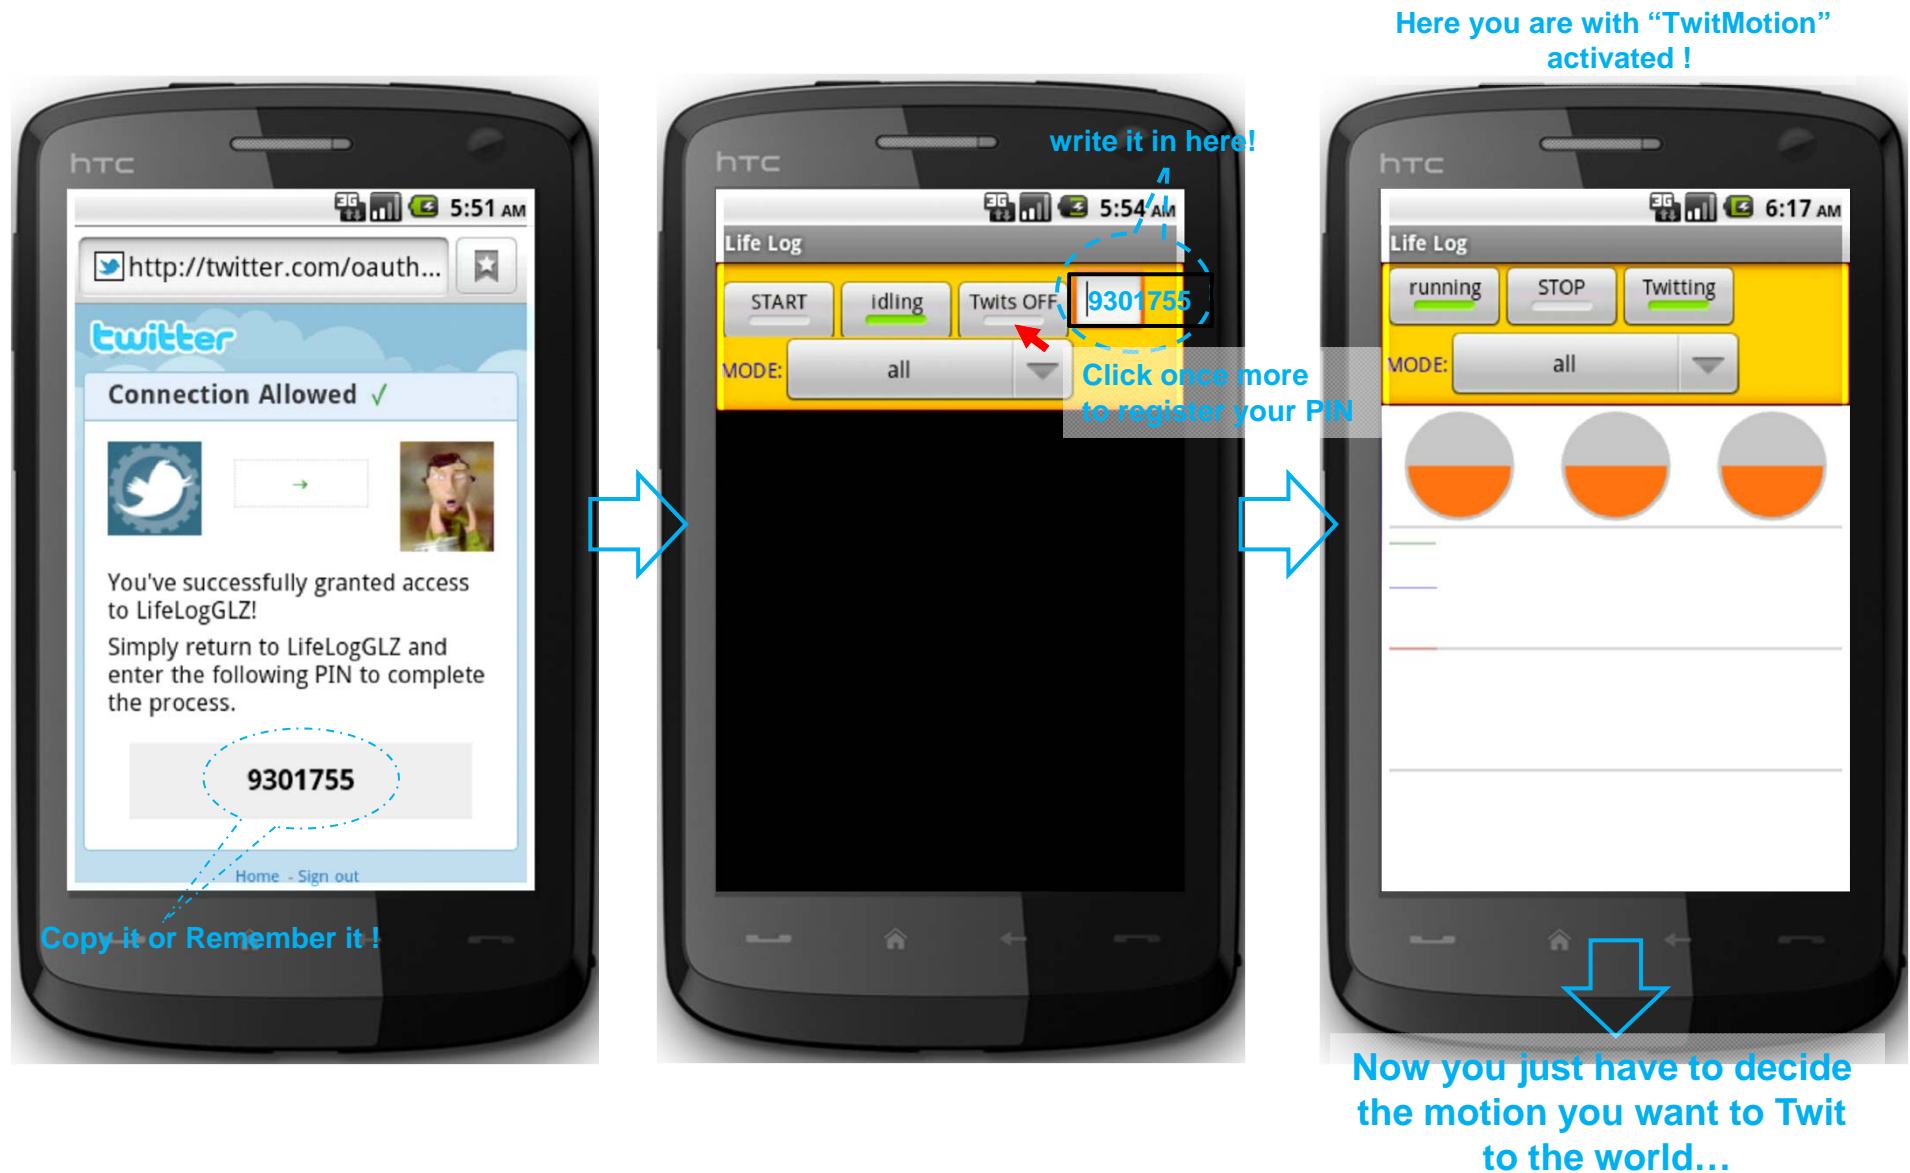 Here you are with “TwitMotion”
activated !
hTC
5:51 AM
http://twitter.com/oauth...
twitter
Connection Allowed √
→
You've successfully granted access
to LifeLogGLZ!
Simply return to LifeLogGLZ and
enter the following PIN to complete
the process.
9301755
Home - Sign out
Copy it or Remember it !
hTC
write it in here!
3G
5:54 AM
Life Log
START
idling
Twits OFF
9301755
MODE:
all
Click once more
to register your PIN
hTC
3G
6:17 AM
Life Log
running
STOP
Twitting
MODE:
all
Now you just have to decide
the motion you want to Twit
to the world…